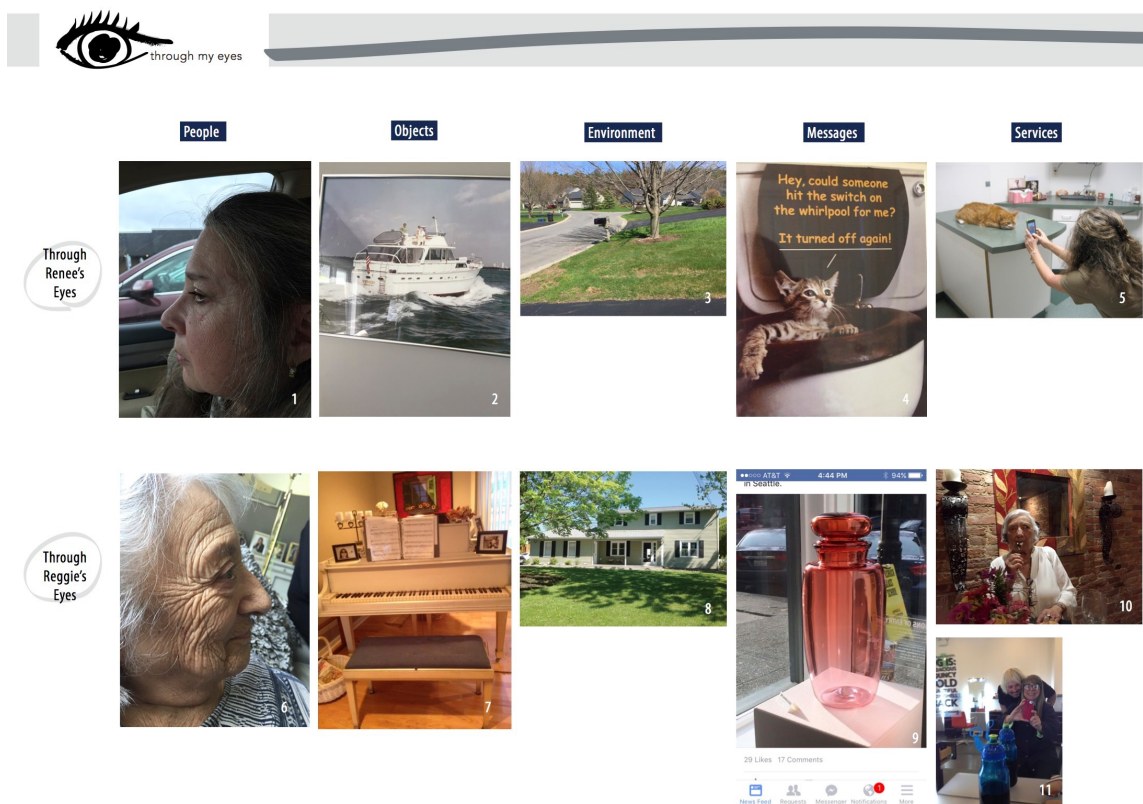 through my eyes
People
Objects
Environment
Messages
Services
Through
Renee's
Eyes
1
2
3
Hey, could someone
hit the switch on
the whirlpool for me?
It turned off again!
4
5
Through
Reggie's
Eyes
6
7
8
AT&T 4:44 PM 94%
in Seattle.
9
29 Likes 17 Comments
1
News Feed Requests Messenger Notifications More
10
11